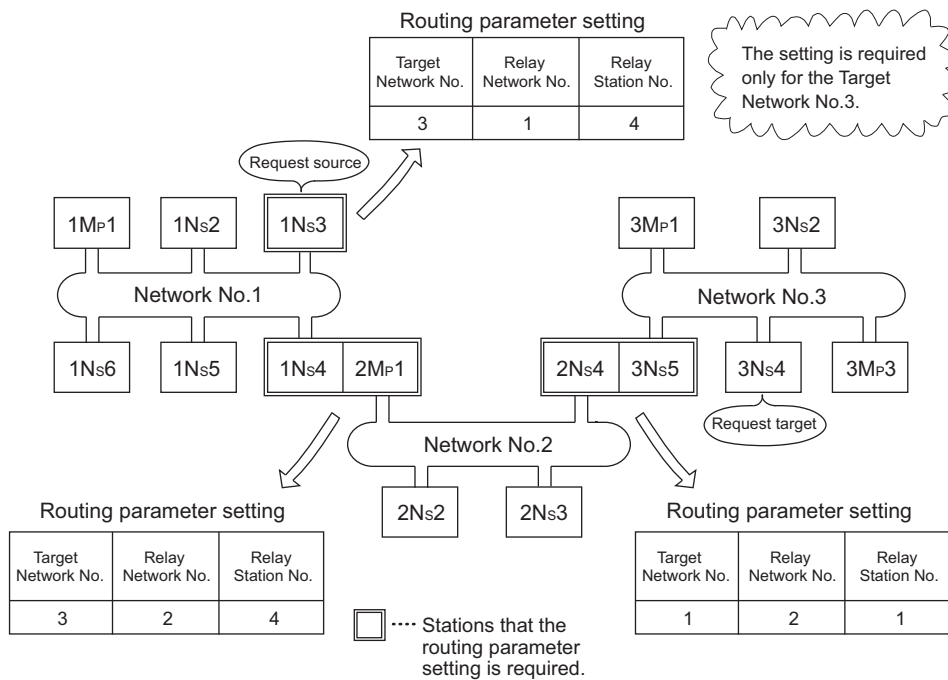 Routing parameter setting
Target Network No.
Relay Network No.
Relay Station No.
3
1
4
The setting is required
only for the Target
Network No.3.
Request source
1MP1
1NS2
1NS3
3MP1
3NS2
Network No.1
Network No.3
1NS6
1NS5
1NS4
2MP1
2NS4
3NS5
3NS4
3MP3
Request target
Network No.2
2NS2
2NS3
Routing parameter setting
Target Network No.
Relay Network No.
Relay Station No.
3
2
4
Routing parameter setting
Target Network No.
Relay Network No.
Relay Station No.
1
2
1
Stations that the
routing parameter
setting is required.